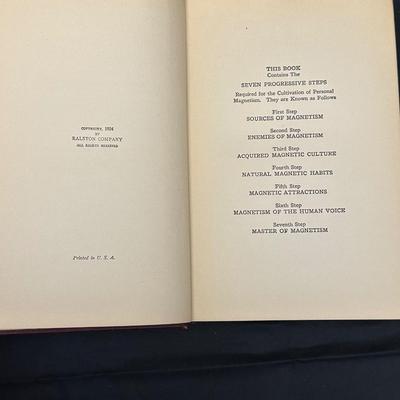 COPYRIGHT, 1924
BY
RALSTON COMPANY
ALL RIGHTS RESERVED
Printed in U. S. A.
THIS BOOK
Contains The
SEVEN PROGRESSIVE STEPS
Required for the Cultivation of Personal
Magnetism. They are Known as Follows
First Step
SOURCES OF MAGNETISM
Second Step
ENEMIES OF MAGNETISM
Third Step
ACQUIRED MAGNETIC CULTURE
Fourth Step
NATURAL MAGNETIC HABITS
Fifth Step
MAGNETIC ATTRACTIONS
Sixth Step
MAGNETISM OF THE HUMAN VOICE
Seventh Step
MASTER OF MAGNETISM